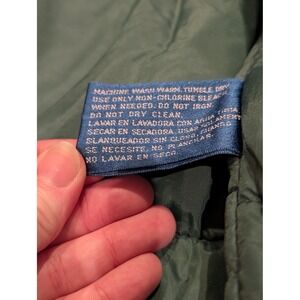 MACHINE WASH WARM, TUMBLE DRY
USE ONLY NON-CHLORINE BLEACH
WHEN NEEDED. DO NOT IRON.
DO NOT DRY CLEAN.
LAVAR EN LAVADORA CON AGUA TIBIA
SECAR EN SECADORA. USAR
BLANQUEADOR SIN CLORO CUANDO
SE NECESITE. NO PLANCHAR.
NO LAVAR EN SECO.